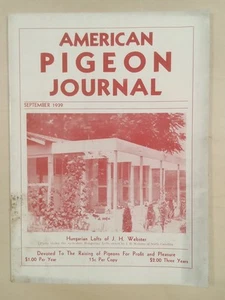 AMERICAN
PIGEON
JOURNAL
SEPTEMBER 1939
Hungarian Lofts of J. H. Webster
Devoted To The Raising of Pigeons For Profit and Pleasure
$1.00 Per Year 15c Per Copy $2.00 Three Years